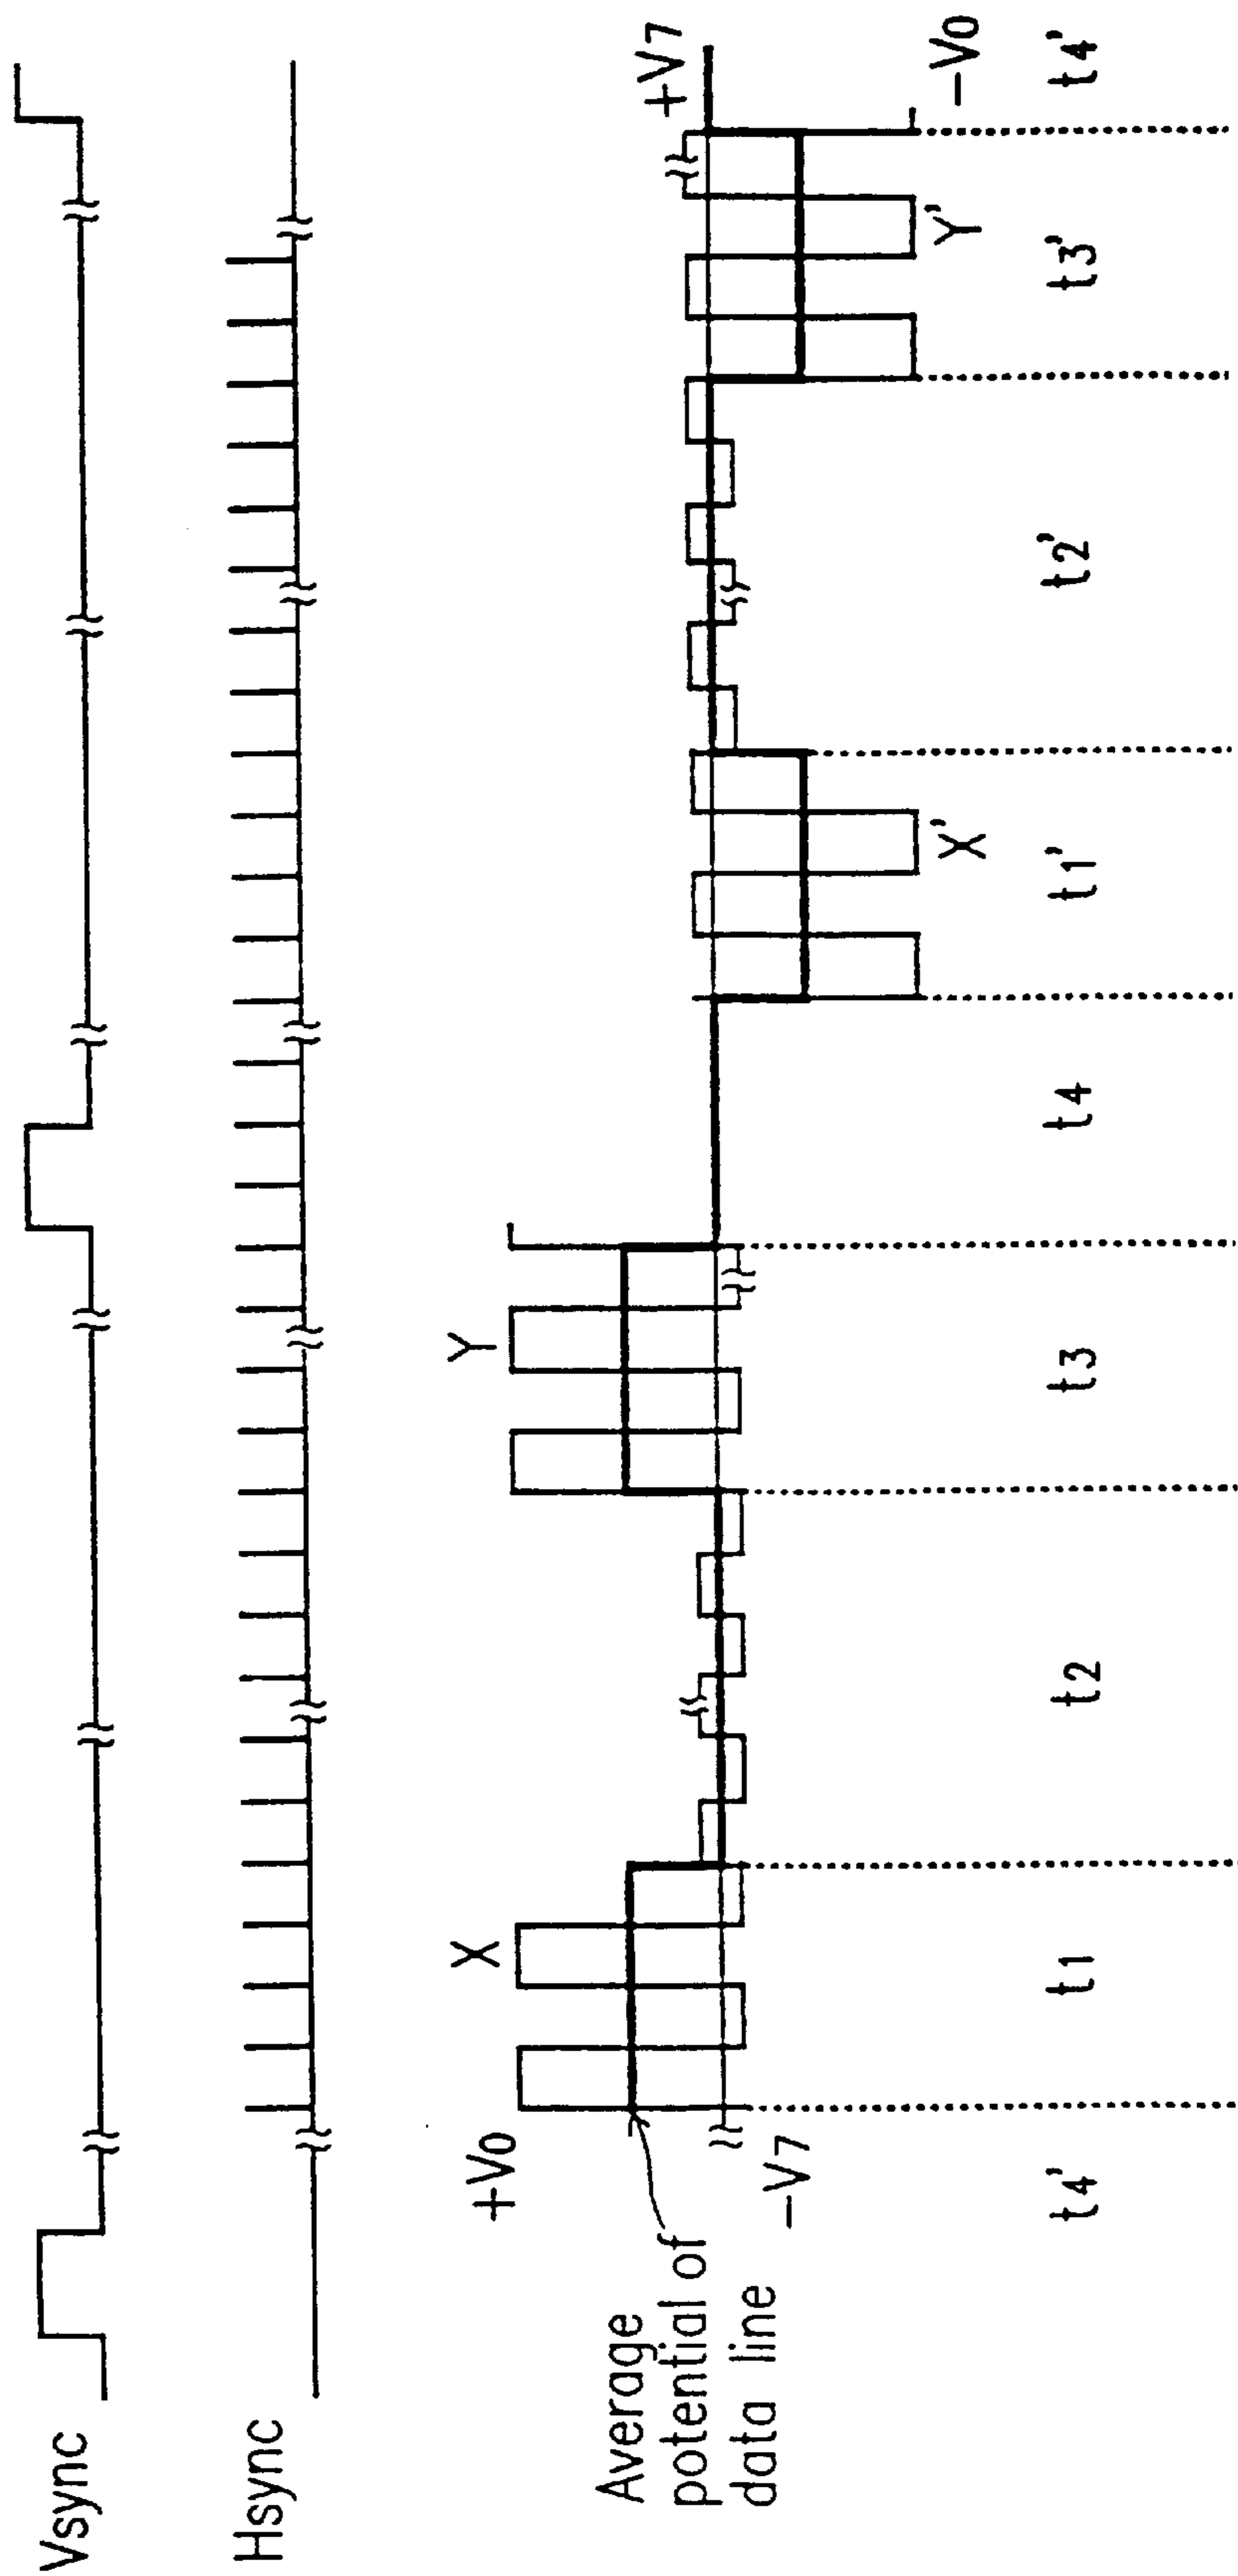 Vsync
Hsync
+V0
X
Y
+V7
Average
potential of
data line
-V7
X'
Y'
-V0
t4'
t1
t2
t3
t4
t1'
t2'
t3'
t4'